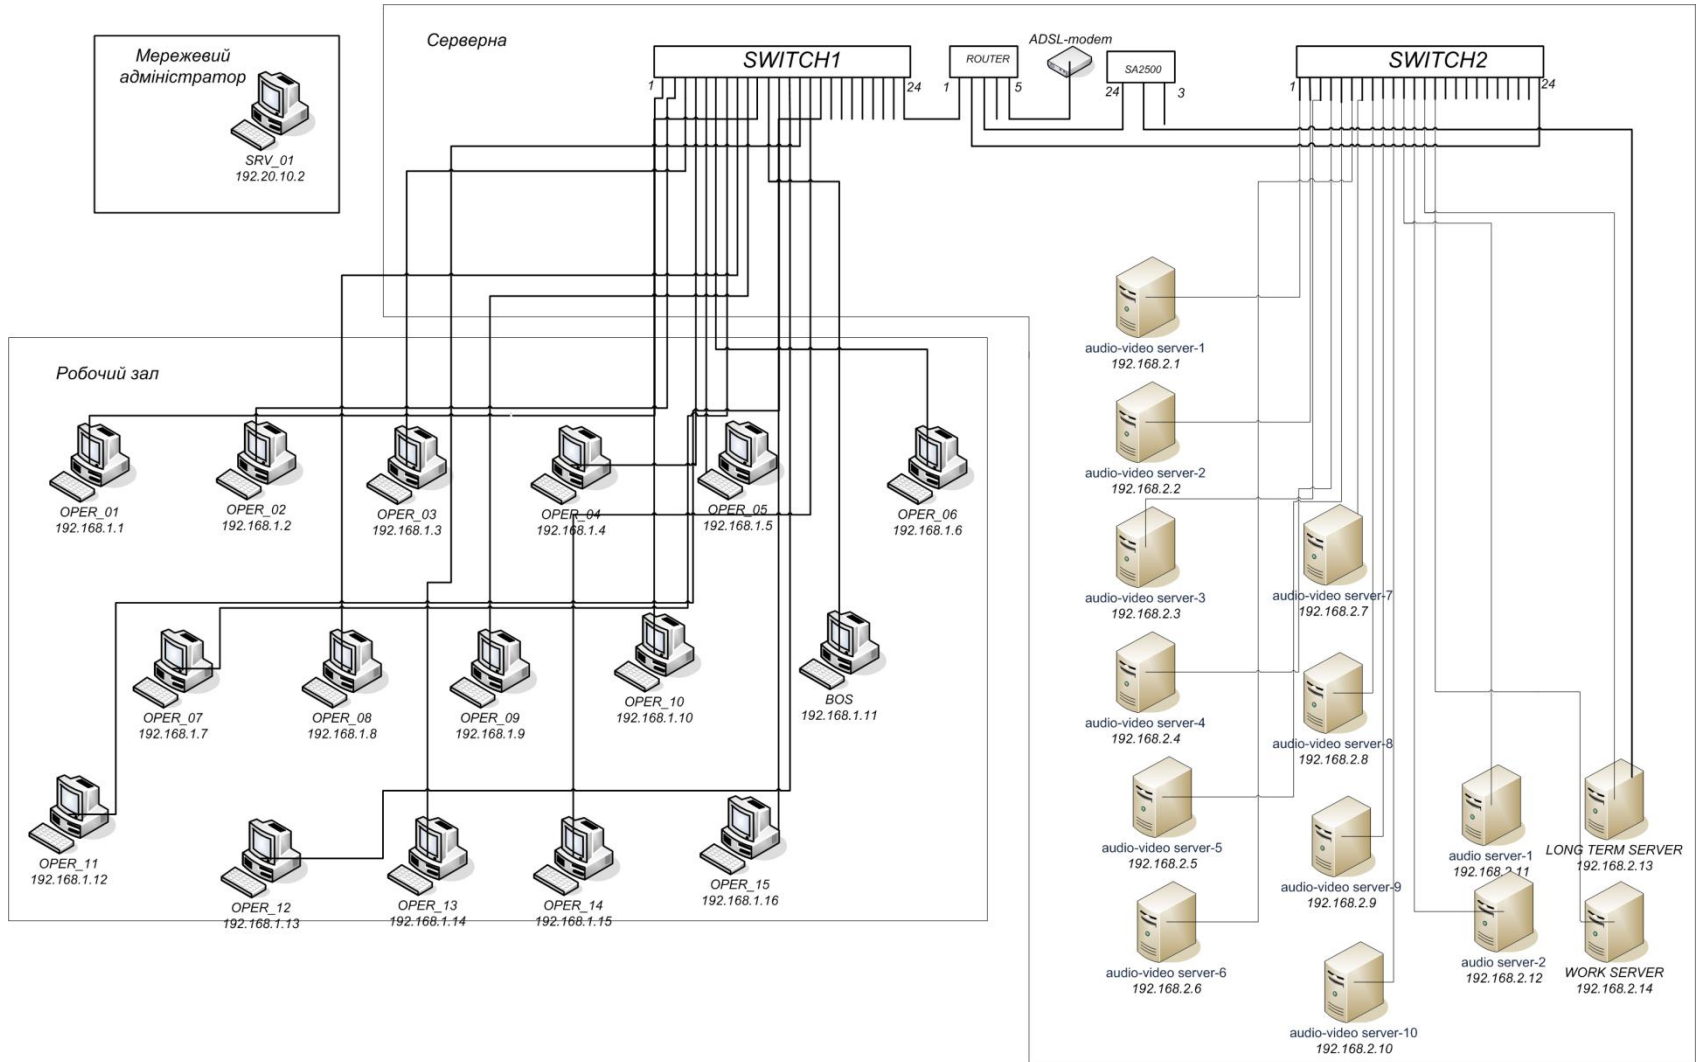 Мережевий
адміністратор
SRV_01
192.20.10.2
Серверна
SWITCH1
1
24
ROUTER
1
5
ADSL-modem
SA2500
24
3
SWITCH2
1
24
Робочий зал
OPER_01
192.168.1.1
OPER_02
192.168.1.2
OPER_03
192.168.1.3
OPER_04
192.168.1.4
OPER_05
192.168.1.5
OPER_06
192.168.1.6
OPER_07
192.168.1.7
OPER_08
192.168.1.8
OPER_09
192.168.1.9
OPER_10
192.168.1.10
BOS
192.168.1.11
OPER_11
192.168.1.12
OPER_12
192.168.1.13
OPER_13
192.168.1.14
OPER_14
192.168.1.15
OPER_15
192.168.1.16
audio-video server-1
192.168.2.1
audio-video server-2
192.168.2.2
audio-video server-3
192.168.2.3
audio-video server-4
192.168.2.4
audio-video server-5
192.168.2.5
audio-video server-6
192.168.2.6
audio-video server-7
192.168.2.7
audio-video server-8
192.168.2.8
audio-video server-9
192.168.2.9
audio-video server-10
192.168.2.10
audio server-1
192.168.2.11
audio server-2
192.168.2.12
LONG TERM SERVER
192.168.2.13
WORK SERVER
192.168.2.14